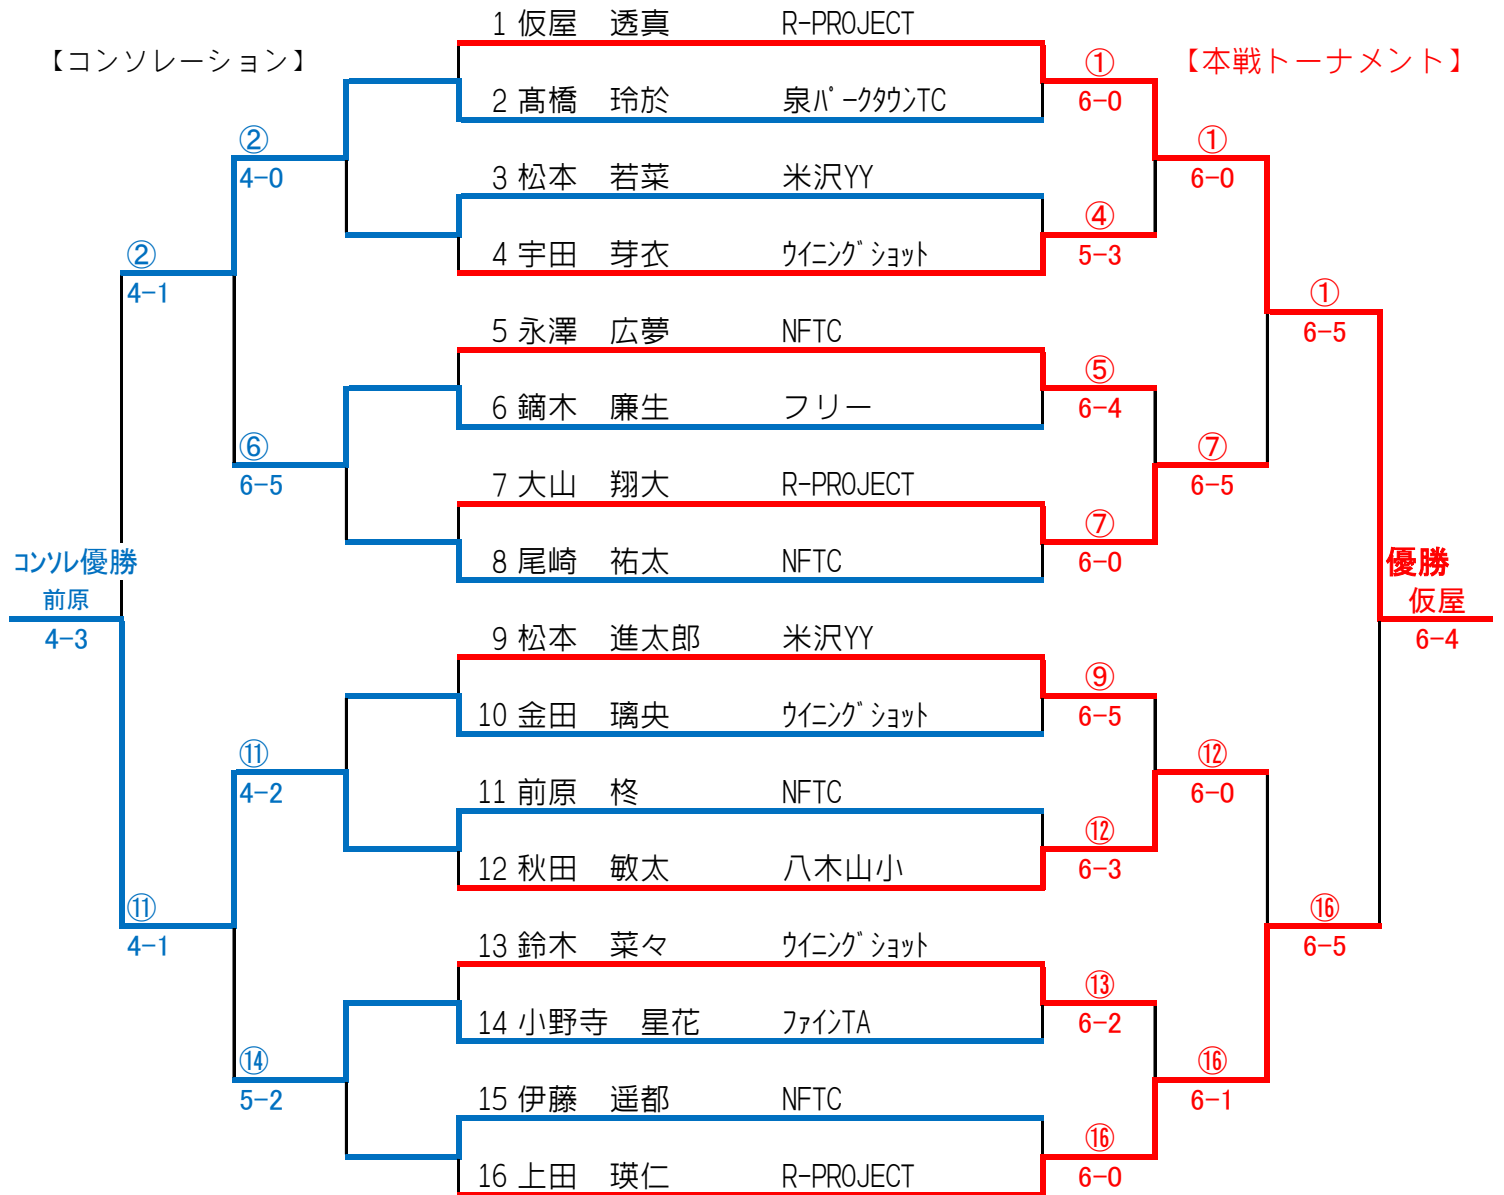 【コンソレーション】
【本戦トーナメント】
1 仮屋　透真 R-PROJECT
①
6-0
2 髙橋　玲於 泉ﾊﾟｰｸﾀｳﾝTC
②
4-0
①
6-0
3 松本　若菜 米沢YY
④
5-3
4 宇田　芽衣 ｳｲﾆﾝｸﾞｼｮｯﾄ
②
4-1
①
6-5
5 永澤　広夢 NFTC
⑤
6-4
6 鏑木　廉生 フリー
⑥
6-5
⑦
6-5
7 大山　翔大 R-PROJECT
⑦
6-0
8 尾崎　祐太 NFTC
ｺﾝｿﾚ優勝
前原
4-3
優勝
仮屋
6-4
9 松本　進太郎 米沢YY
⑨
6-5
10 金田　璃央 ｳｲﾆﾝｸﾞｼｮｯﾄ
⑪
4-2
⑫
6-0
11 前原　柊 NFTC
⑫
6-3
12 秋田　敏太 八木山小
⑪
4-1
⑯
6-5
13 鈴木　菜々 ｳｲﾆﾝｸﾞｼｮｯﾄ
⑬
6-2
14 小野寺　星花 ﾌｧｲﾝTA
⑭
5-2
⑯
6-1
15 伊藤　遥都 NFTC
⑯
6-0
16 上田　瑛仁 R-PROJECT